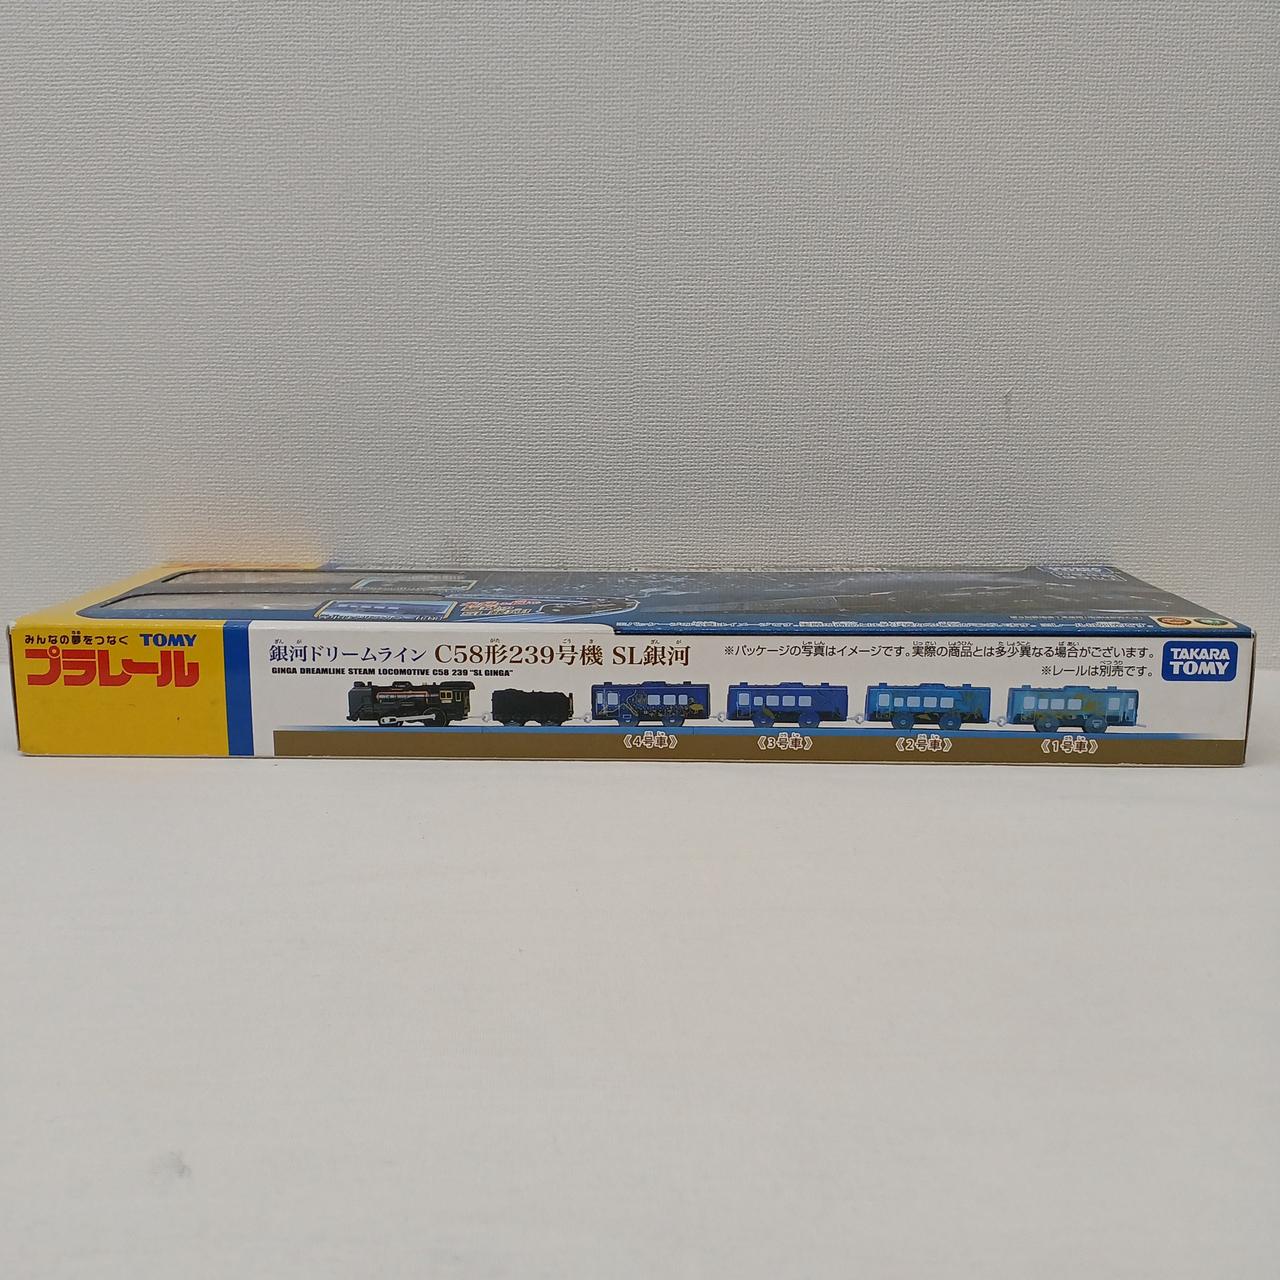 みんなの夢をつなぐ TOMY
プラレール
銀河ドリームライン C58形239号機 SL銀河
GINGA DREAMLINE STEAM LOCOMOTIVE C58 239 "SL GINGA"
※パッケージの写真はイメージです。実際の商品とは多少異なる場合がございます。
※レールは別売です。
TAKARA TOMY
《4号車》 《3号車》 《2号車》 《1号車》